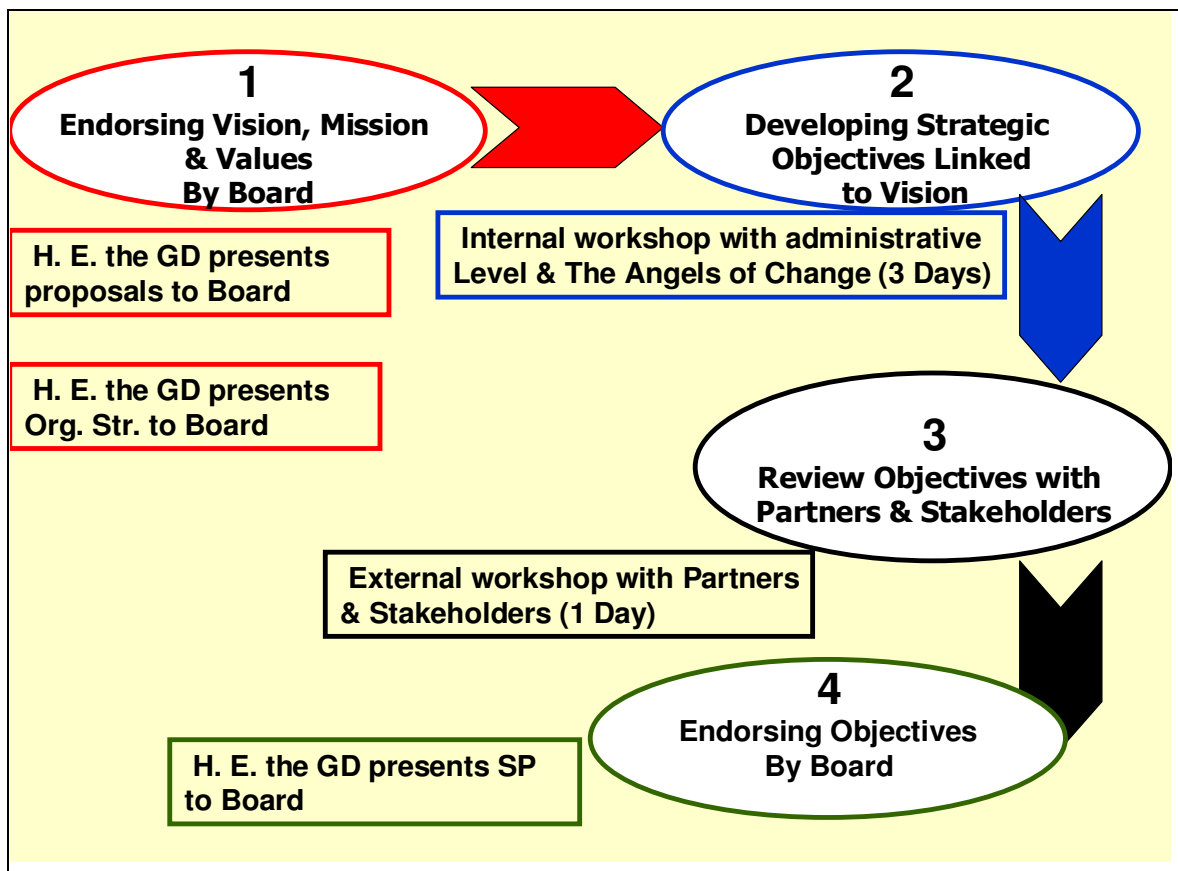 1
Endorsing Vision, Mission
& Values
By Board
H. E. the GD presents
proposals to Board
H. E. the GD presents
Org. Str. to Board
2
Developing Strategic
Objectives Linked
to Vision
Internal workshop with administrative
Level & The Angels of Change (3 Days)
3
Review Objectives with
Partners & Stakeholders
External workshop with Partners
& Stakeholders (1 Day)
4
Endorsing Objectives
By Board
H. E. the GD presents SP
to Board